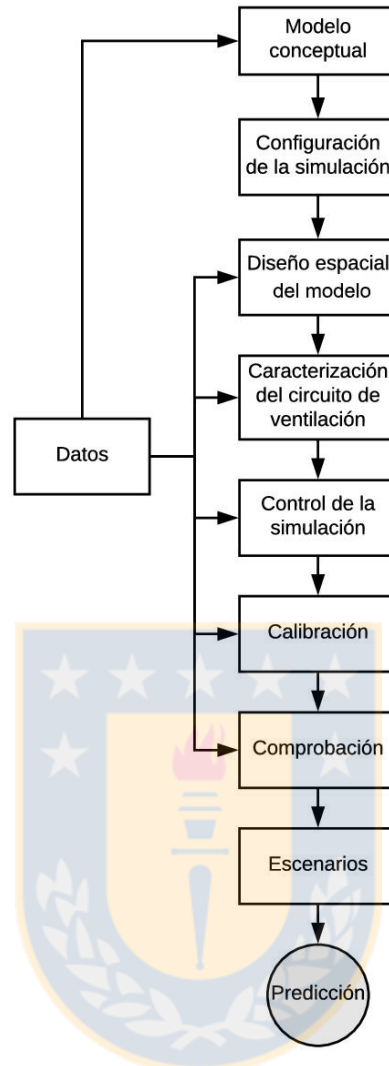 Modelo
conceptual
Configuración
de la simulación
Diseño espacial
del modelo
Caracterización
del circuito de
ventilación
Datos
Control de la
simulación
Calibración
Comprobación
Escenarios
Predicción